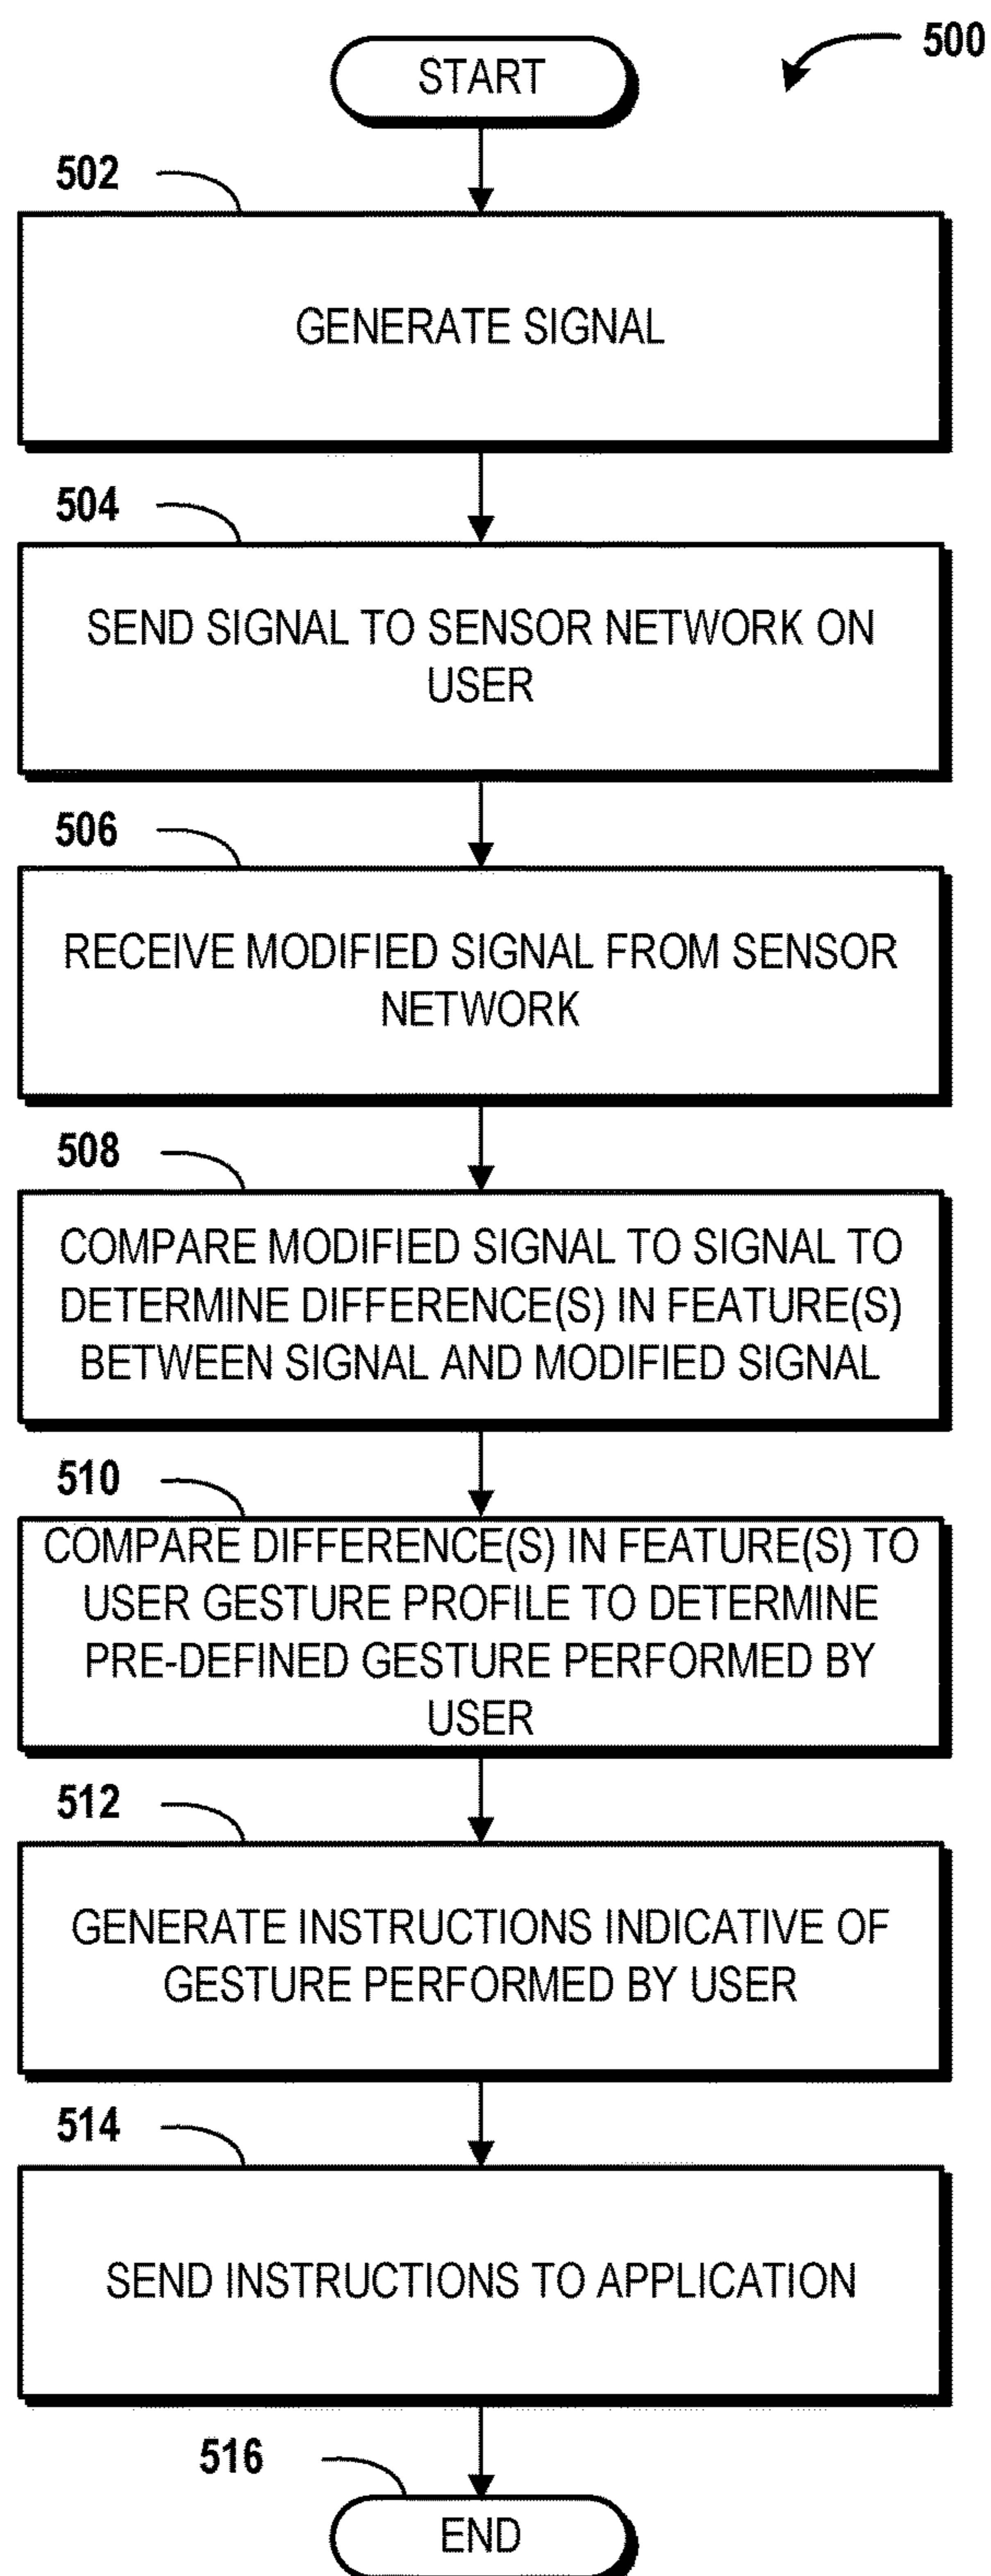 500
START
502
GENERATE SIGNAL
504
SEND SIGNAL TO SENSOR NETWORK ON
USER
506
RECEIVE MODIFIED SIGNAL FROM SENSOR
NETWORK
508
COMPARE MODIFIED SIGNAL TO SIGNAL TO
DETERMINE DIFFERENCE(S) IN FEATURE(S)
BETWEEN SIGNAL AND MODIFIED SIGNAL
510
COMPARE DIFFERENCE(S) IN FEATURE(S) TO
USER GESTURE PROFILE TO DETERMINE
PRE-DEFINED GESTURE PERFORMED BY
USER
512
GENERATE INSTRUCTIONS INDICATIVE OF
GESTURE PERFORMED BY USER
514
SEND INSTRUCTIONS TO APPLICATION
516
END